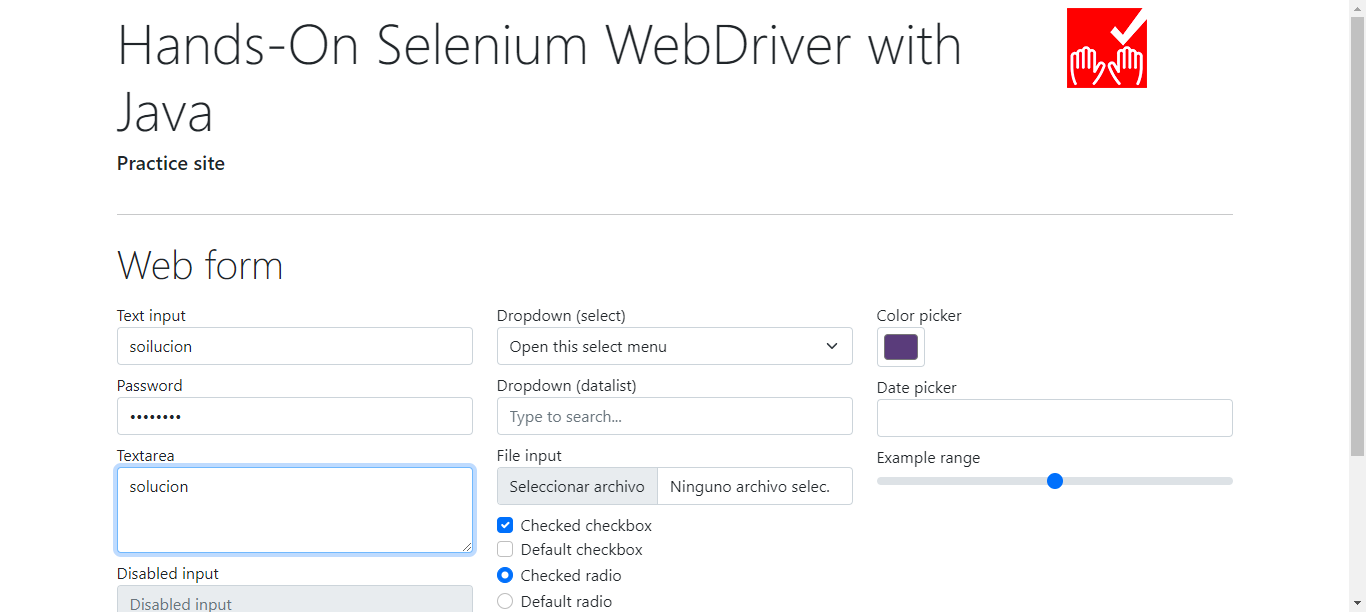 Hands-On Selenium WebDriver with
Java
Practice site
Web form
Text input
soilucion
Password
••••••••
Textarea
solucion
Disabled input
Disabled input
Dropdown (select)
Open this select menu
Dropdown (datalist)
Type to search...
File input
Seleccionar archivo
Ninguno archivo selec.
Checked checkbox
Default checkbox
Checked radio
Default radio
Color picker
Date picker
Example range